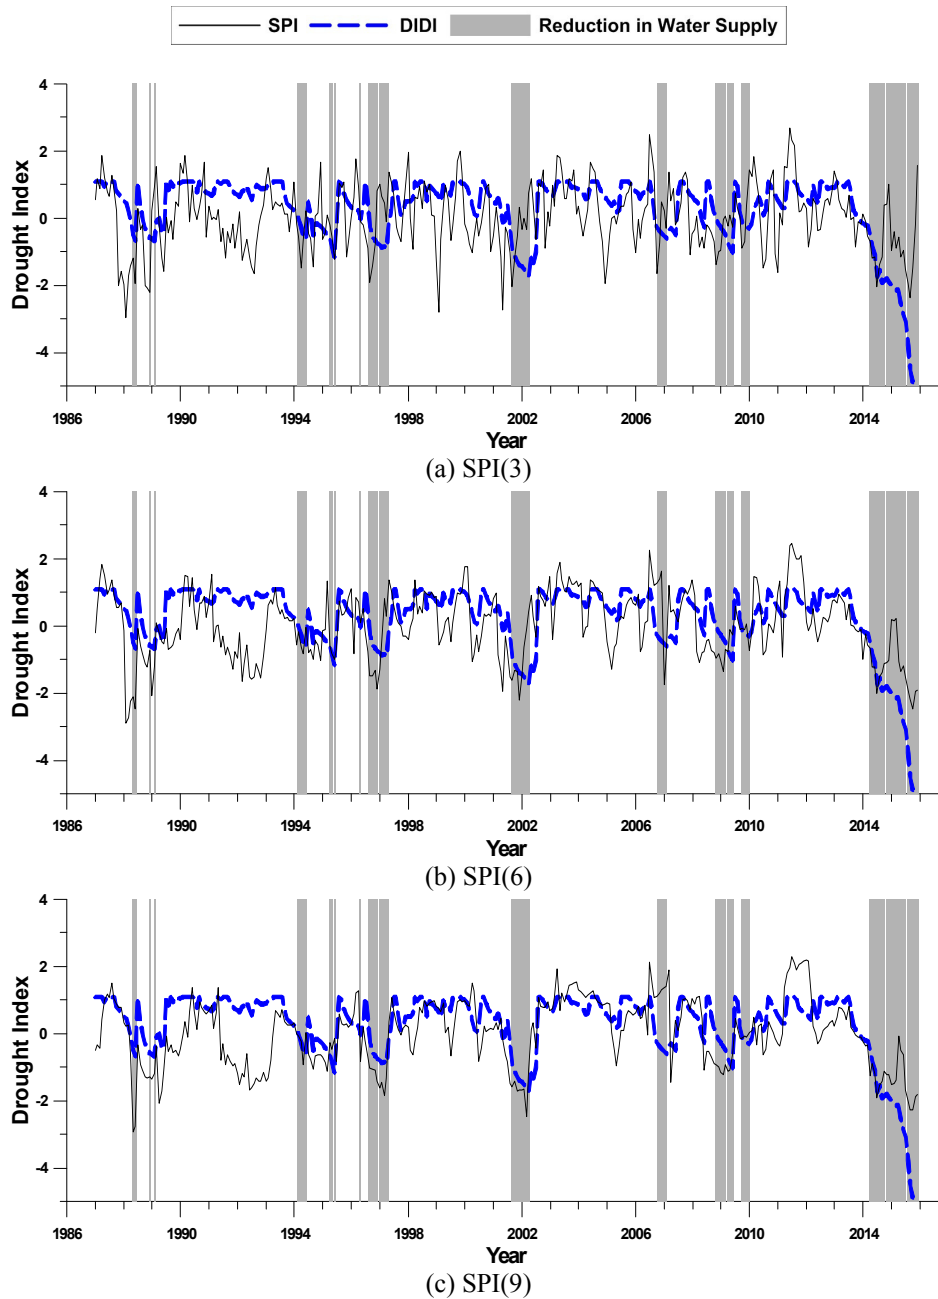 SPI DIDI Reduction in Water Supply
4
2
0
-2
-4
Drought Index
1986 1990 1994 1998 2002 2006 2010 2014
Year
(a) SPI(3)
4
2
0
-2
-4
Drought Index
1986 1990 1994 1998 2002 2006 2010 2014
Year
(b) SPI(6)
4
2
0
-2
-4
Drought Index
1986 1990 1994 1998 2002 2006 2010 2014
Year
(c) SPI(9)